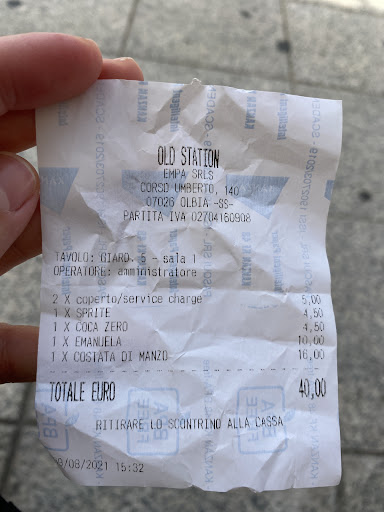 OLD STATION
EMPA SRLS
CORSO UMBERTO, 140
07026 OLBIA -SS-
PARTITA IVA 02704160908
TAVOLO: GIARD. 5 - sala 1
OPERATORE: amministratore
2 X coperto/service charge 5,00
1 X SPRITE 4,50
1 X COCA ZERO 4,50
1 X EMANUELA 10,00
1 X COSTATA DI MANZO 16,00
TOTALE EURO 40,00
RITIRARE LO SCONTRINO ALLA CASSA
/08/2021 15:32